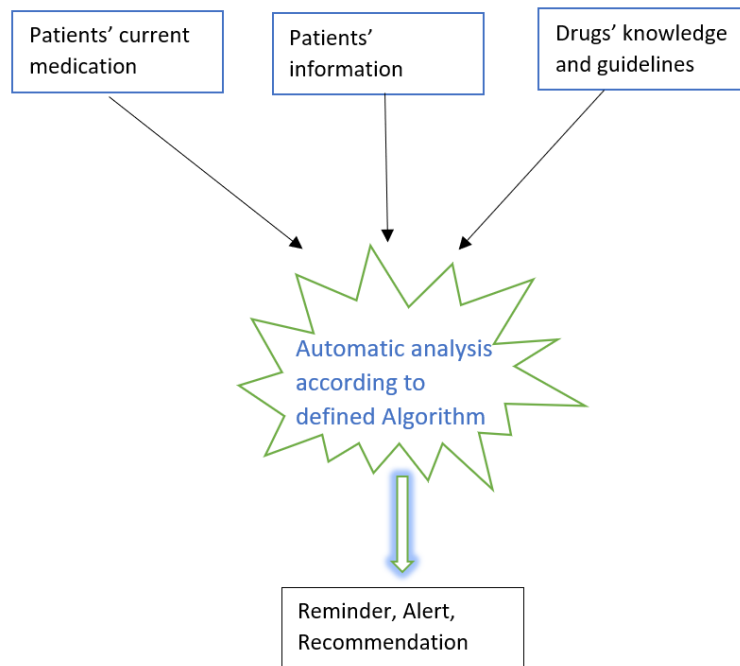 Patients’ current
medication
Patients’
information
Drugs’ knowledge
and guidelines
Automatic analysis
according to
defined Algorithm
Reminder, Alert,
Recommendation